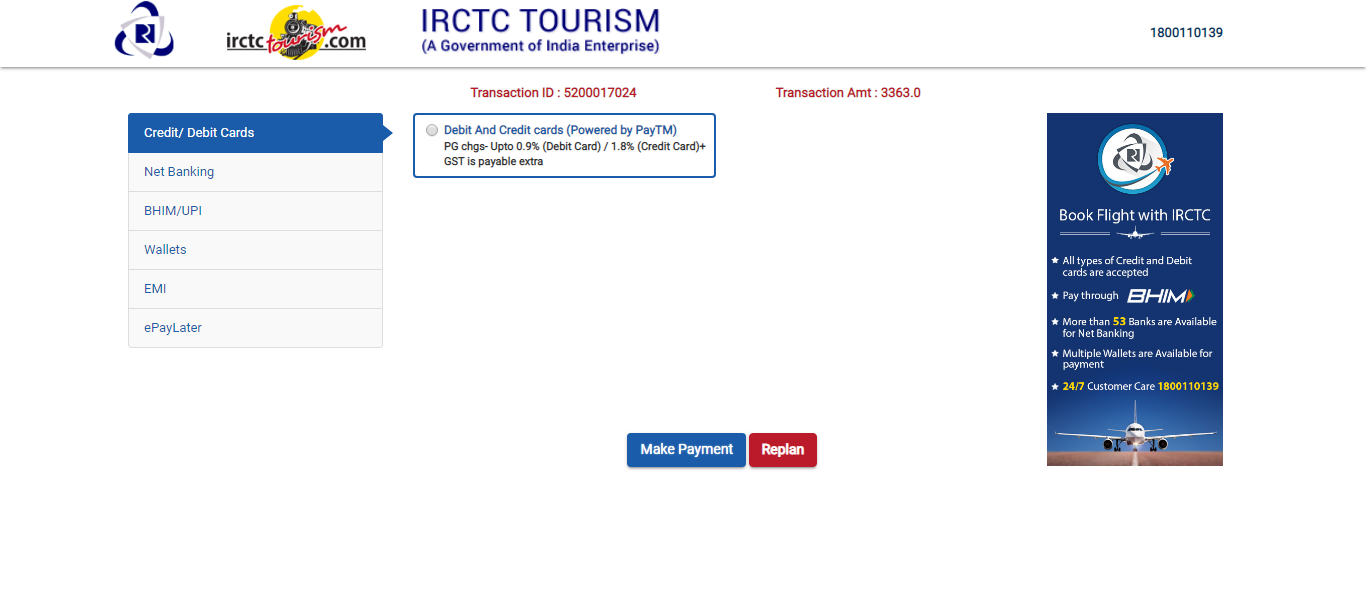 irctc tourism.com
IRCTC TOURISM
(A Government of India Enterprise)
1800110139
Transaction ID : 5200017024
Transaction Amt : 3363.0
Credit/ Debit Cards
Net Banking
BHIM/UPI
Wallets
EMI
ePayLater
Debit And Credit cards (Powered by PayTM)
PG chgs- Upto 0.9% (Debit Card) / 1.8% (Credit Card)+
GST is payable extra
Make Payment
Replan
Book Flight with IRCTC
All types of Credit and Debit
cards are accepted
Pay through BHIM
More than 53 Banks are Available
for Net Banking
Multiple Wallets are Available for
payment
24/7 Customer Care 1800110139